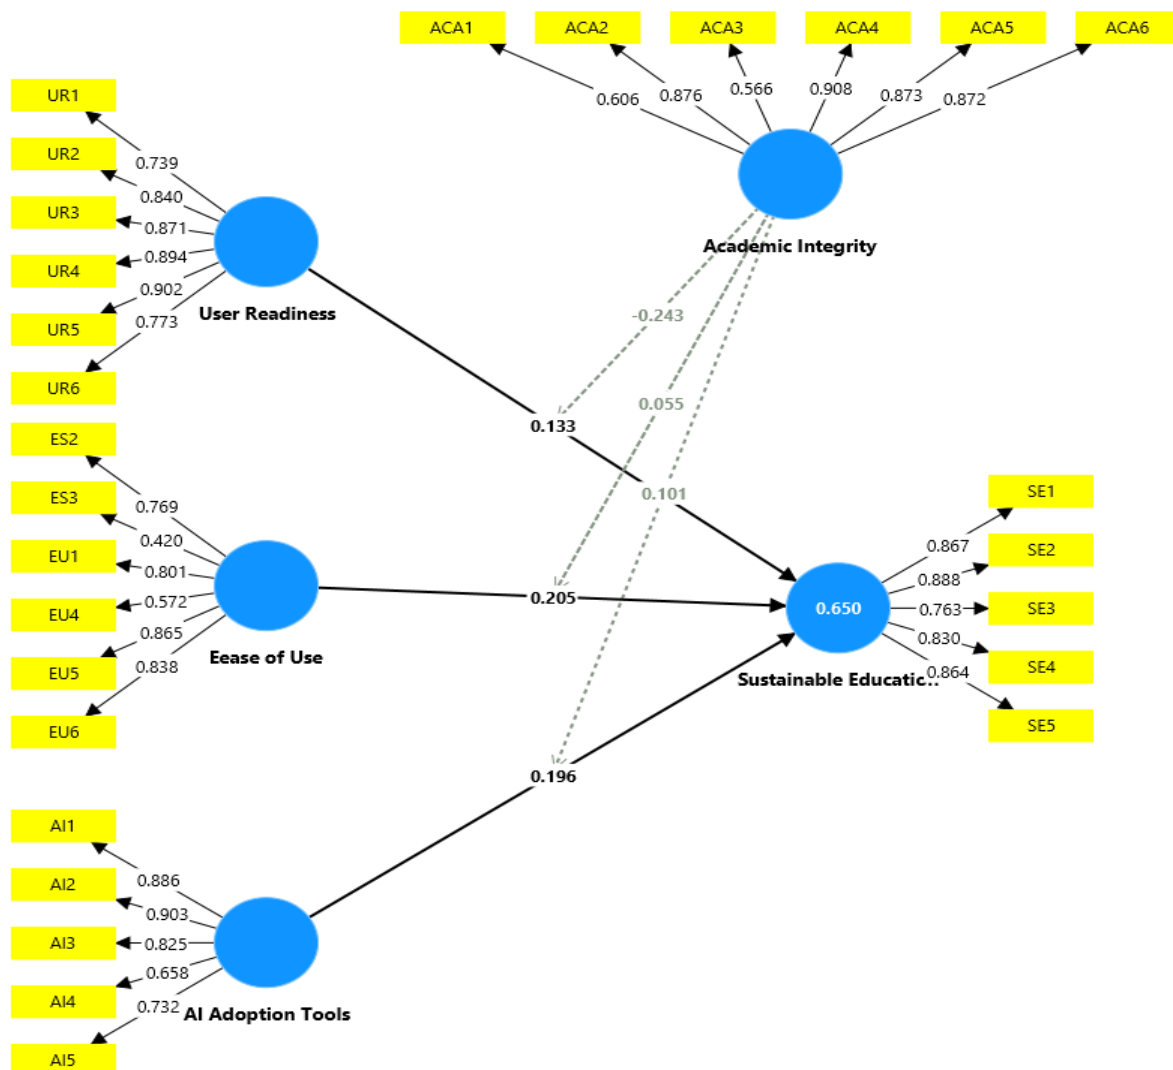 ACA1 ACA2 ACA3 ACA4 ACA5 ACA6
0.606 0.876 0.566 0.908 0.873 0.872
Academic Integrity
UR1
UR2
UR3
UR4
UR5
UR6
0.739
0.840
0.871
0.894
0.902
0.773
User Readiness
-0.243
0.055
0.101
0.133
ES2
ES3
EU1
EU4
EU5
EU6
0.769
0.420
0.801
0.572
0.865
0.838
Eease of Use
0.205
AI1
AI2
AI3
AI4
AI5
0.886
0.903
0.825
0.658
0.732
AI Adoption Tools
0.196
0.650
Sustainable Educatio...
0.867
0.888
0.763
0.830
0.864
SE1
SE2
SE3
SE4
SE5